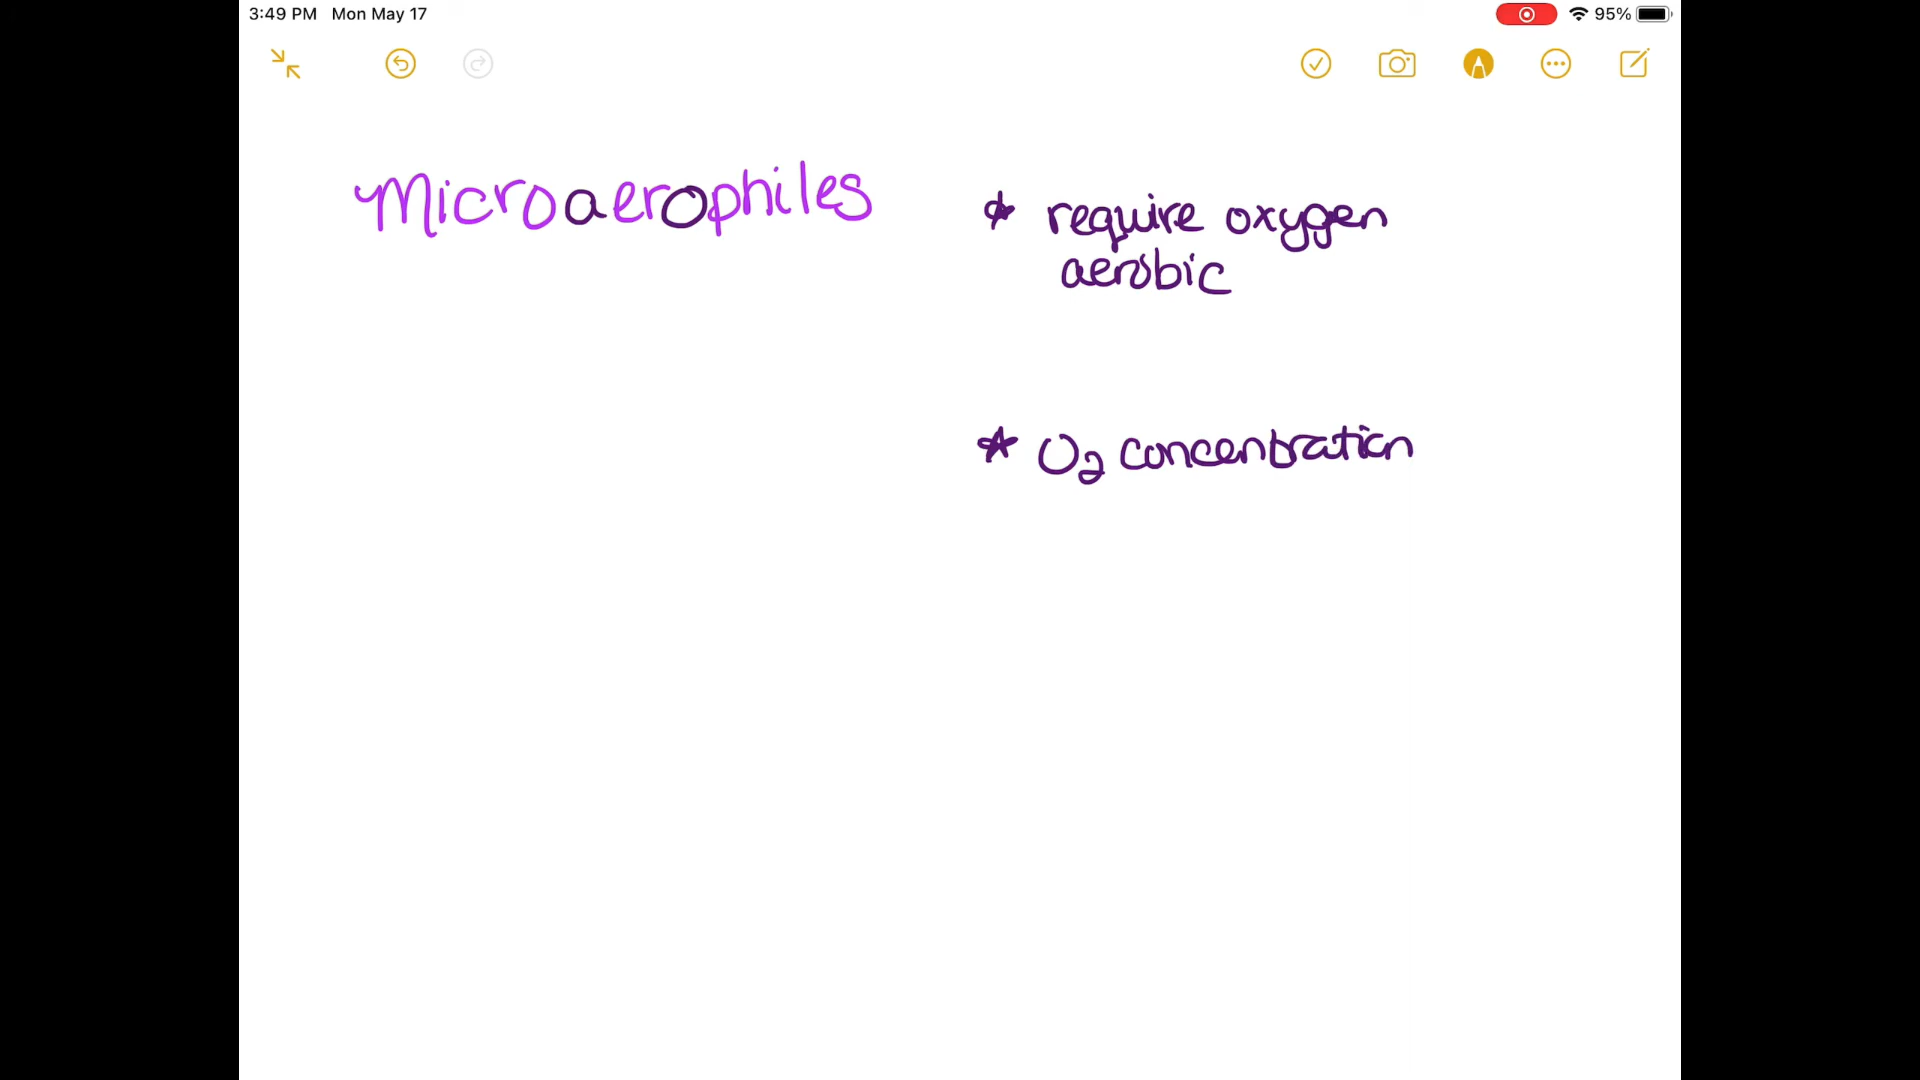 3:49 PM Mon May 17
95%
Microaerophiles
* require oxygen
aerobic
* O₂ concentration